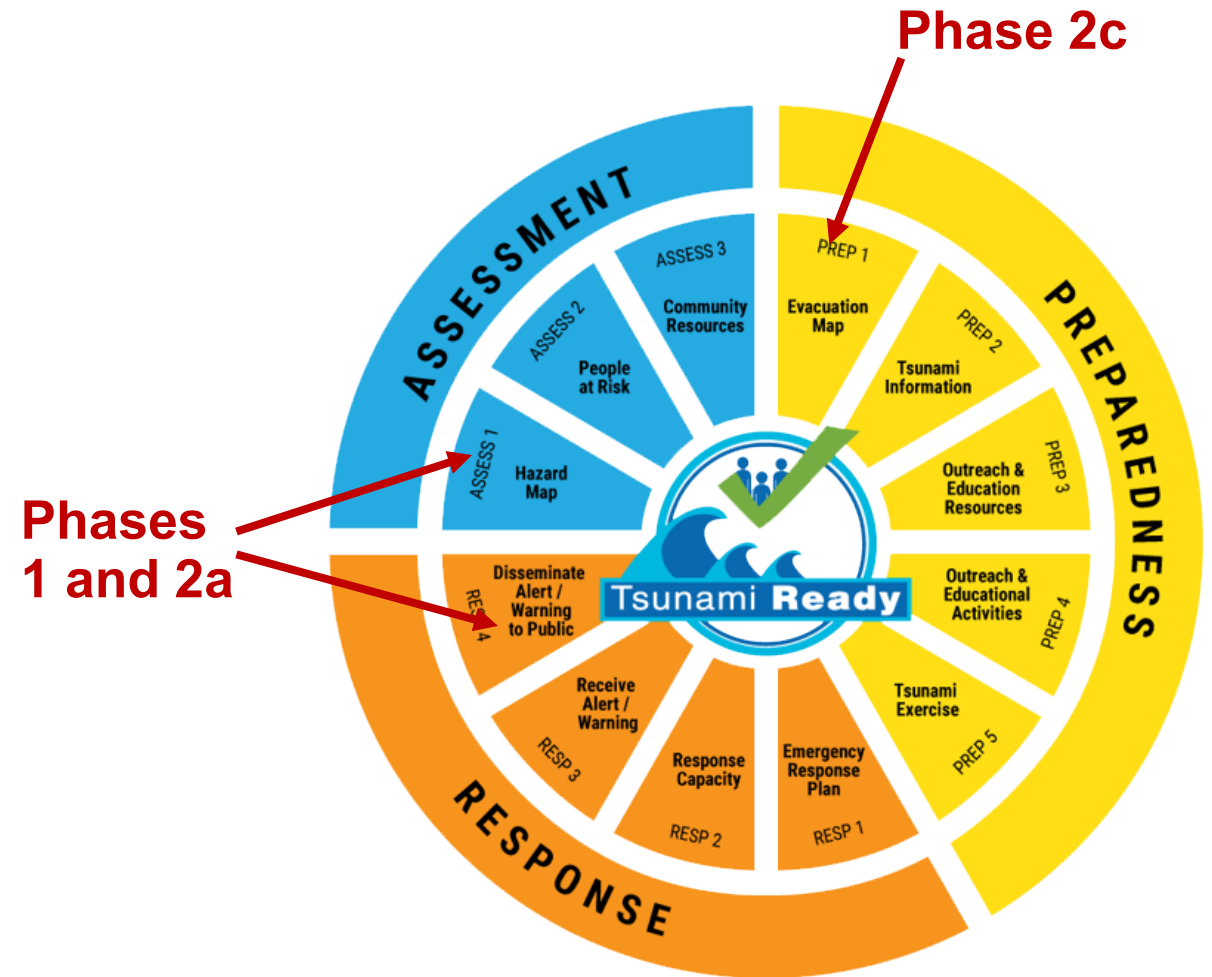 Phase 2c
ASSESSMENT
PREPAREDNESS
RESPONSE
ASSESS 3
Community
Resources
ASSESS 2
People
at Risk
ASSESS 1
Hazard
Map
PREP 1
Evacuation
Map
PREP 2
Tsunami
Information
PREP 3
Outreach &
Education
Resources
Outreach &
Educational
Activities
PREP 4
Tsunami
Exercise
PREP 5
Emergency
Response
Plan
RESP 1
Response
Capacity
RESP 2
Receive
Alert /
Warning
RESP 3
Disseminate
Alert /
Warning
to Public
RESP 4
Tsunami Ready
Phases
1 and 2a